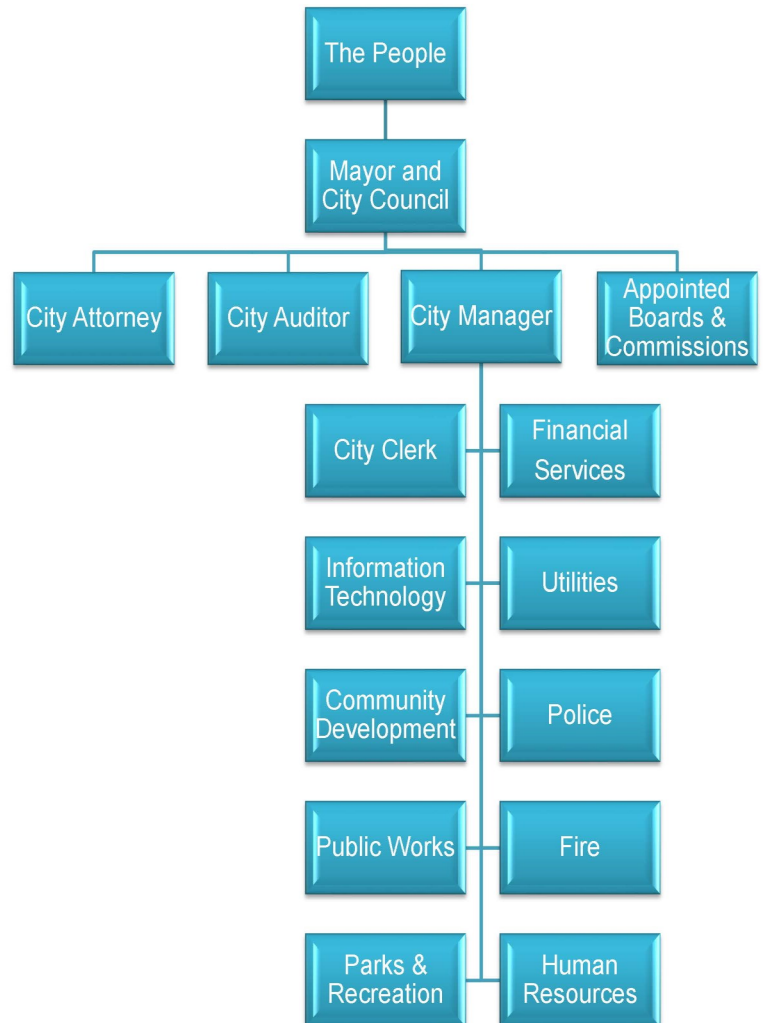 The People
Mayor and
City Council
City Attorney
City Auditor
City Manager
Appointed
Boards &
Commissions
City Clerk
Financial
Services
Information
Technology
Utilities
Community
Development
Police
Public Works
Fire
Parks &
Recreation
Human
Resources